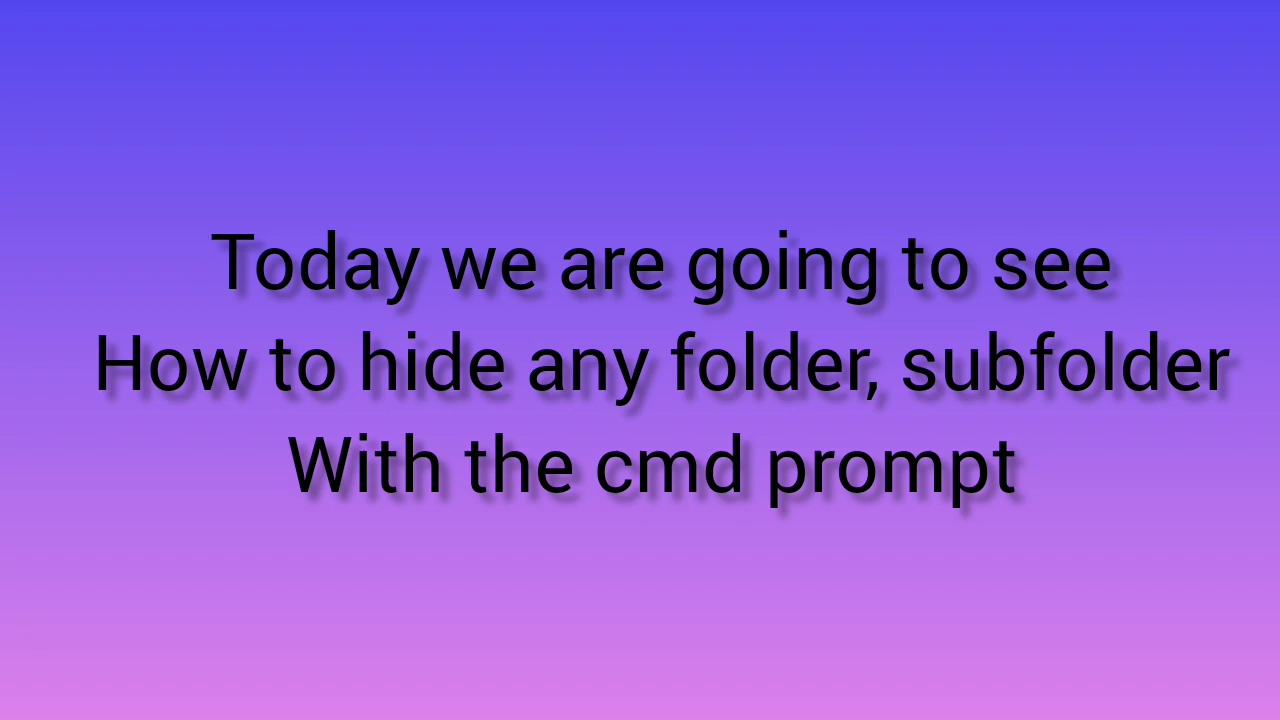 Today we are going to see
How to hide any folder, subfolder
With the cmd prompt